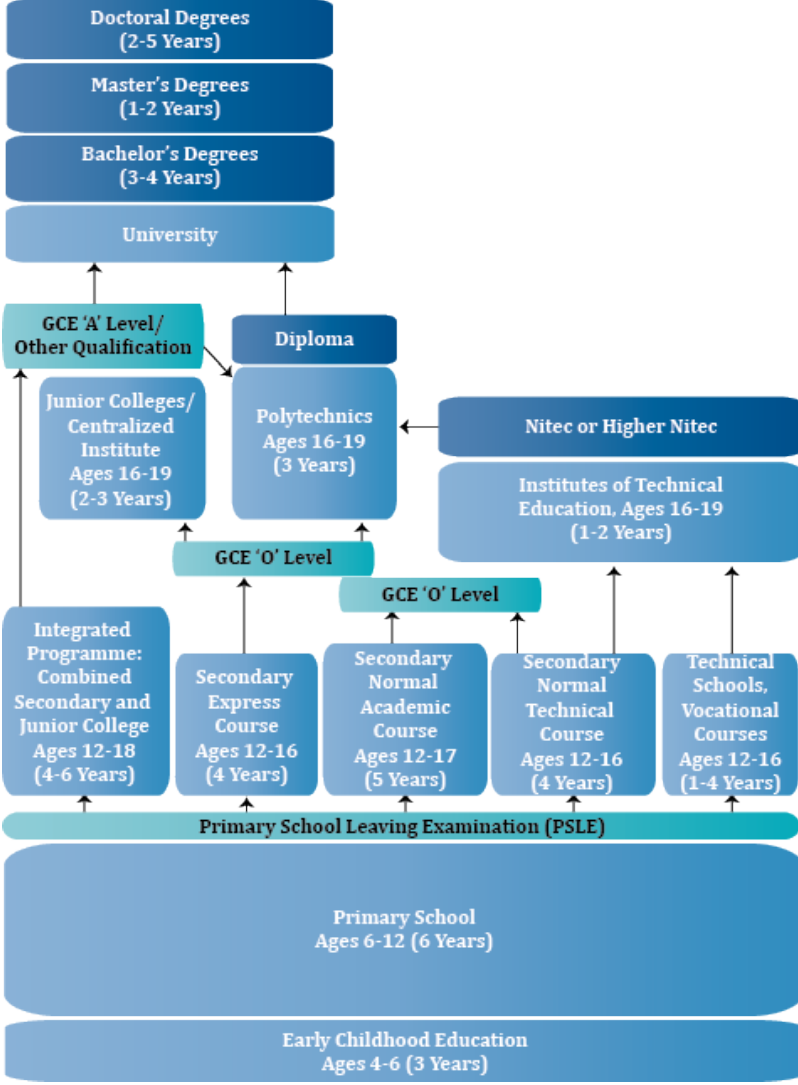 Doctoral Degrees
(2-5 Years)
Master's Degrees
(1-2 Years)
Bachelor's Degrees
(3-4 Years)
University
GCE 'A' Level/
Other Qualification
Diploma
Junior Colleges/
Centralized
Institute
Ages 16-19
(2-3 Years)
Polytechnics
Ages 16-19
(3 Years)
Nitec or Higher Nitec
Institutes of Technical
Education, Ages 16-19
(1-2 Years)
GCE 'O' Level
GCE 'O' Level
Integrated
Programme:
Combined
Secondary and
Junior College
Ages 12-18
(4-6 Years)
Secondary
Express
Course
Ages 12-16
(4 Years)
Secondary
Normal
Academic
Course
Ages 12-17
(5 Years)
Secondary
Normal
Technical
Course
Ages 12-16
(4 Years)
Technical
Schools,
Vocational
Courses
Ages 12-16
(1-4 Years)
Primary School Leaving Examination (PSLE)
Primary School
Ages 6-12 (6 Years)
Early Childhood Education
Ages 4-6 (3 Years)